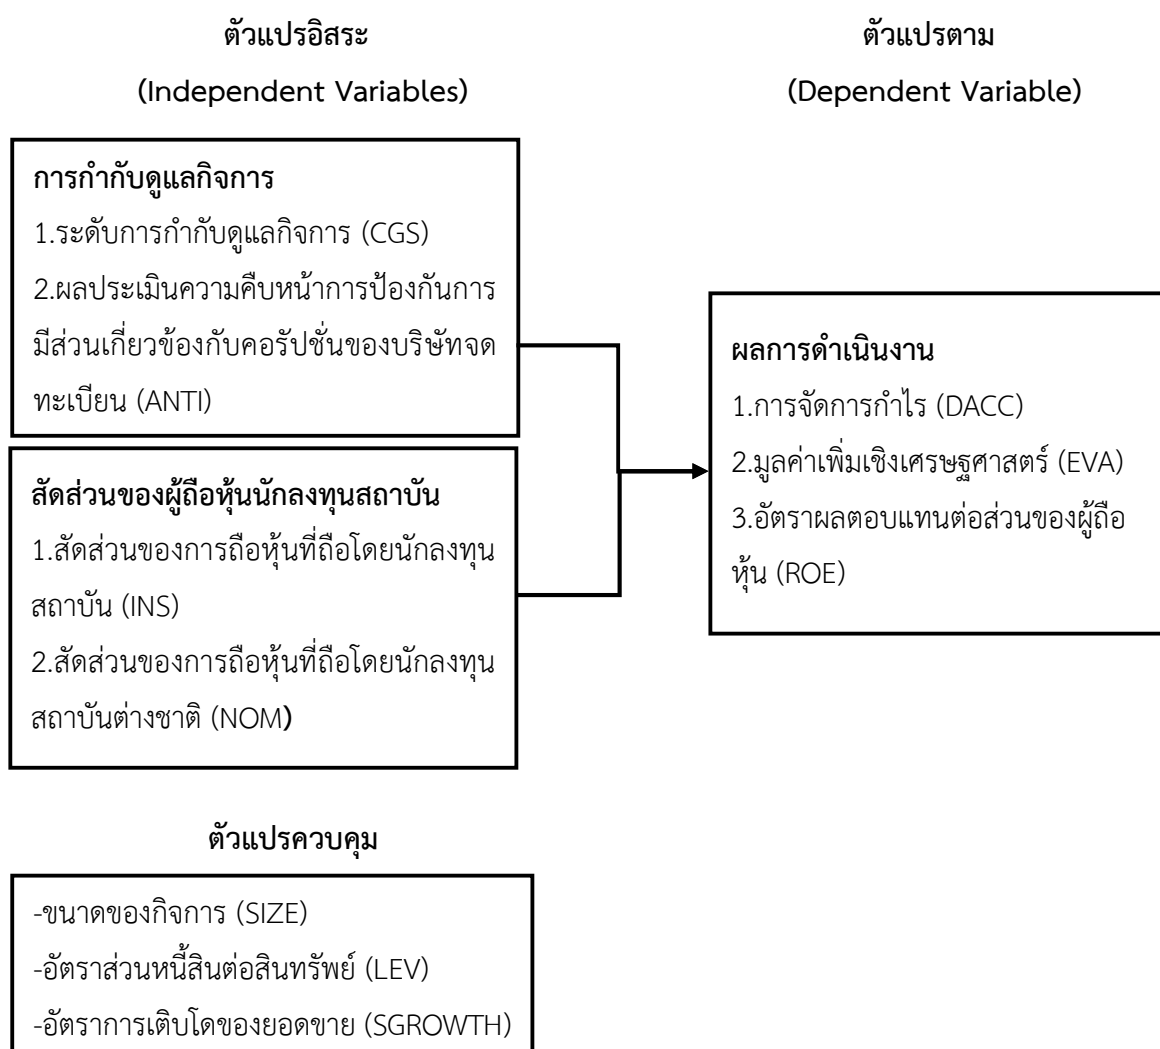 ตัวแปรอิสระ
(Independent Variables)
ตัวแปรตาม
(Dependent Variable)
การกำกับดูแลกิจการ
1.ระดับการกำกับดูแลกิจการ (CGS)
2.ผลประเมินความคืบหน้าการป้องกันการ
มีส่วนเกี่ยวข้องกับคอรัปชั่นของบริษัทจด
ทะเบียน (ANTI)
สัดส่วนของผู้ถือหุ้นนักลงทุนสถาบัน
1.สัดส่วนของการถือหุ้นที่ถือโดยนักลงทุน
สถาบัน (INS)
2.สัดส่วนของการถือหุ้นที่ถือโดยนักลงทุน
สถาบันต่างชาติ (NOM)
ผลการดำเนินงาน
1.การจัดการกำไร (DACC)
2.มูลค่าเพิ่มเชิงเศรษฐศาสตร์ (EVA)
3.อัตราผลตอบแทนต่อส่วนของผู้ถือ
หุ้น (ROE)
ตัวแปรควบคุม
-ขนาดของกิจการ (SIZE)
-อัตราส่วนหนี้สินต่อสินทรัพย์ (LEV)
-อัตราการเติบโตของยอดขาย (SGROWTH)